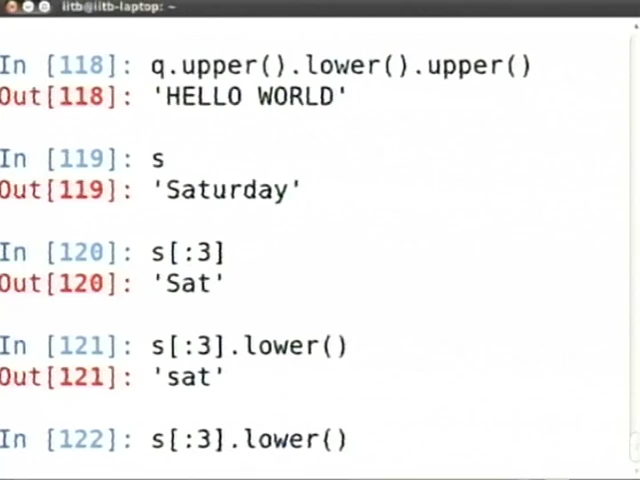 iitb@iitb-laptop: ~
In [118]: q.upper().lower().upper()
Out[118]: 'HELLO WORLD'
In [119]: s
Out[119]: 'Saturday'
In [120]: s[:3]
Out[120]: 'Sat'
In [121]: s[:3].lower()
Out[121]: 'sat'
In [122]: s[:3].lower()